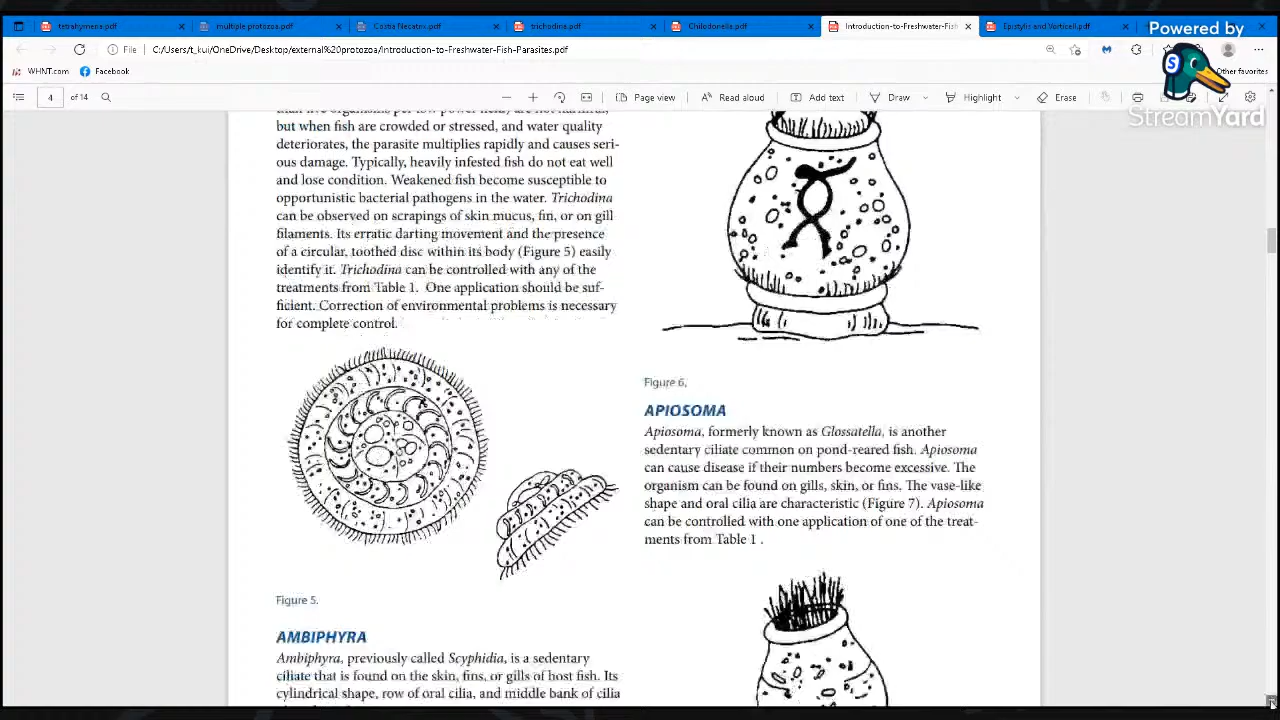 tetrahymena.pdf
multiple protozoa.pdf
Costia Necatov.pdf
trichodina.pdf
Chilodonella.pdf
Introduction-to-Freshwater-Fish-
Epistylis and Vorticell.pdf
Powered by
File
C:/Users/t_kui/OneDrive/Desktop/external%20protozoa/Introduction-to-Freshwater-Fish-Parasites.pdf
WHNT.com
Facebook
Other favorites
4 of 14
Page view
Read aloud
Add text
Draw
Highlight
Erase
StreamYard
but when fish are crowded or stressed, and water quality
deteriorates, the parasite multiplies rapidly and causes seri-
ous damage. Typically, heavily infested fish do not eat well
and lose condition. Weakened fish become susceptible to
opportunistic bacterial pathogens in the water. Trichodina
can be observed on scrapings of skin mucus, fin, or on gill
filaments. Its erratic darting movement and the presence
of a circular, toothed disc within its body (Figure 5) easily
identify it. Trichodina can be controlled with any of the
treatments from Table 1. One application should be suf-
ficient. Correction of environmental problems is necessary
for complete control.
Figure 5.
AMBIPHYRA
Ambiphyra, previously called Scyphidia, is a sedentary
ciliate that is found on the skin, fins, or gills of host fish. Its
cylindrical shape, row of oral cilia, and middle bank of cilia
Figure 6.
APIOSOMA
Apiosoma, formerly known as Glossatella, is another
sedentary ciliate common on pond-reared fish. Apiosoma
can cause disease if their numbers become excessive. The
organism can be found on gills, skin, or fins. The vase-like
shape and oral cilia are characteristic (Figure 7). Apiosoma
can be controlled with one application of one of the treat-
ments from Table 1 .